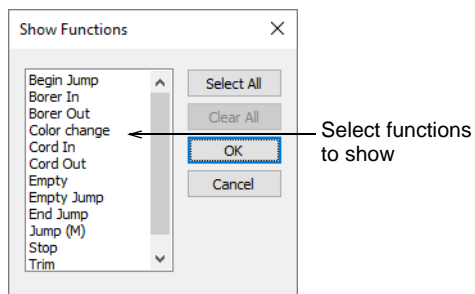 Show Functions
Begin Jump
Borer In
Borer Out
Color change
Cord In
Cord Out
Empty
Empty Jump
End Jump
Jump (M)
Stop
Trim
Select All
Clear All
OK
Cancel
Select functions
to show